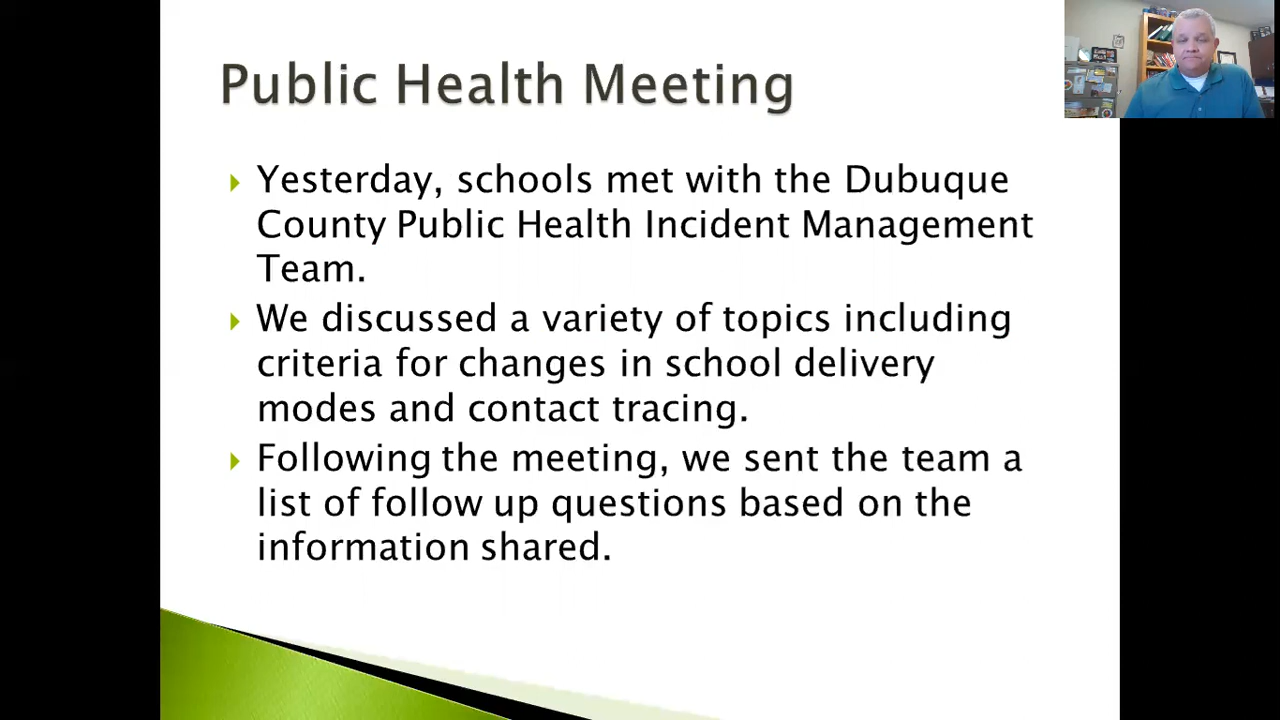 Public Health Meeting
Yesterday, schools met with the Dubuque
County Public Health Incident Management
Team.
We discussed a variety of topics including
criteria for changes in school delivery
modes and contact tracing.
Following the meeting, we sent the team a
list of follow up questions based on the
information shared.